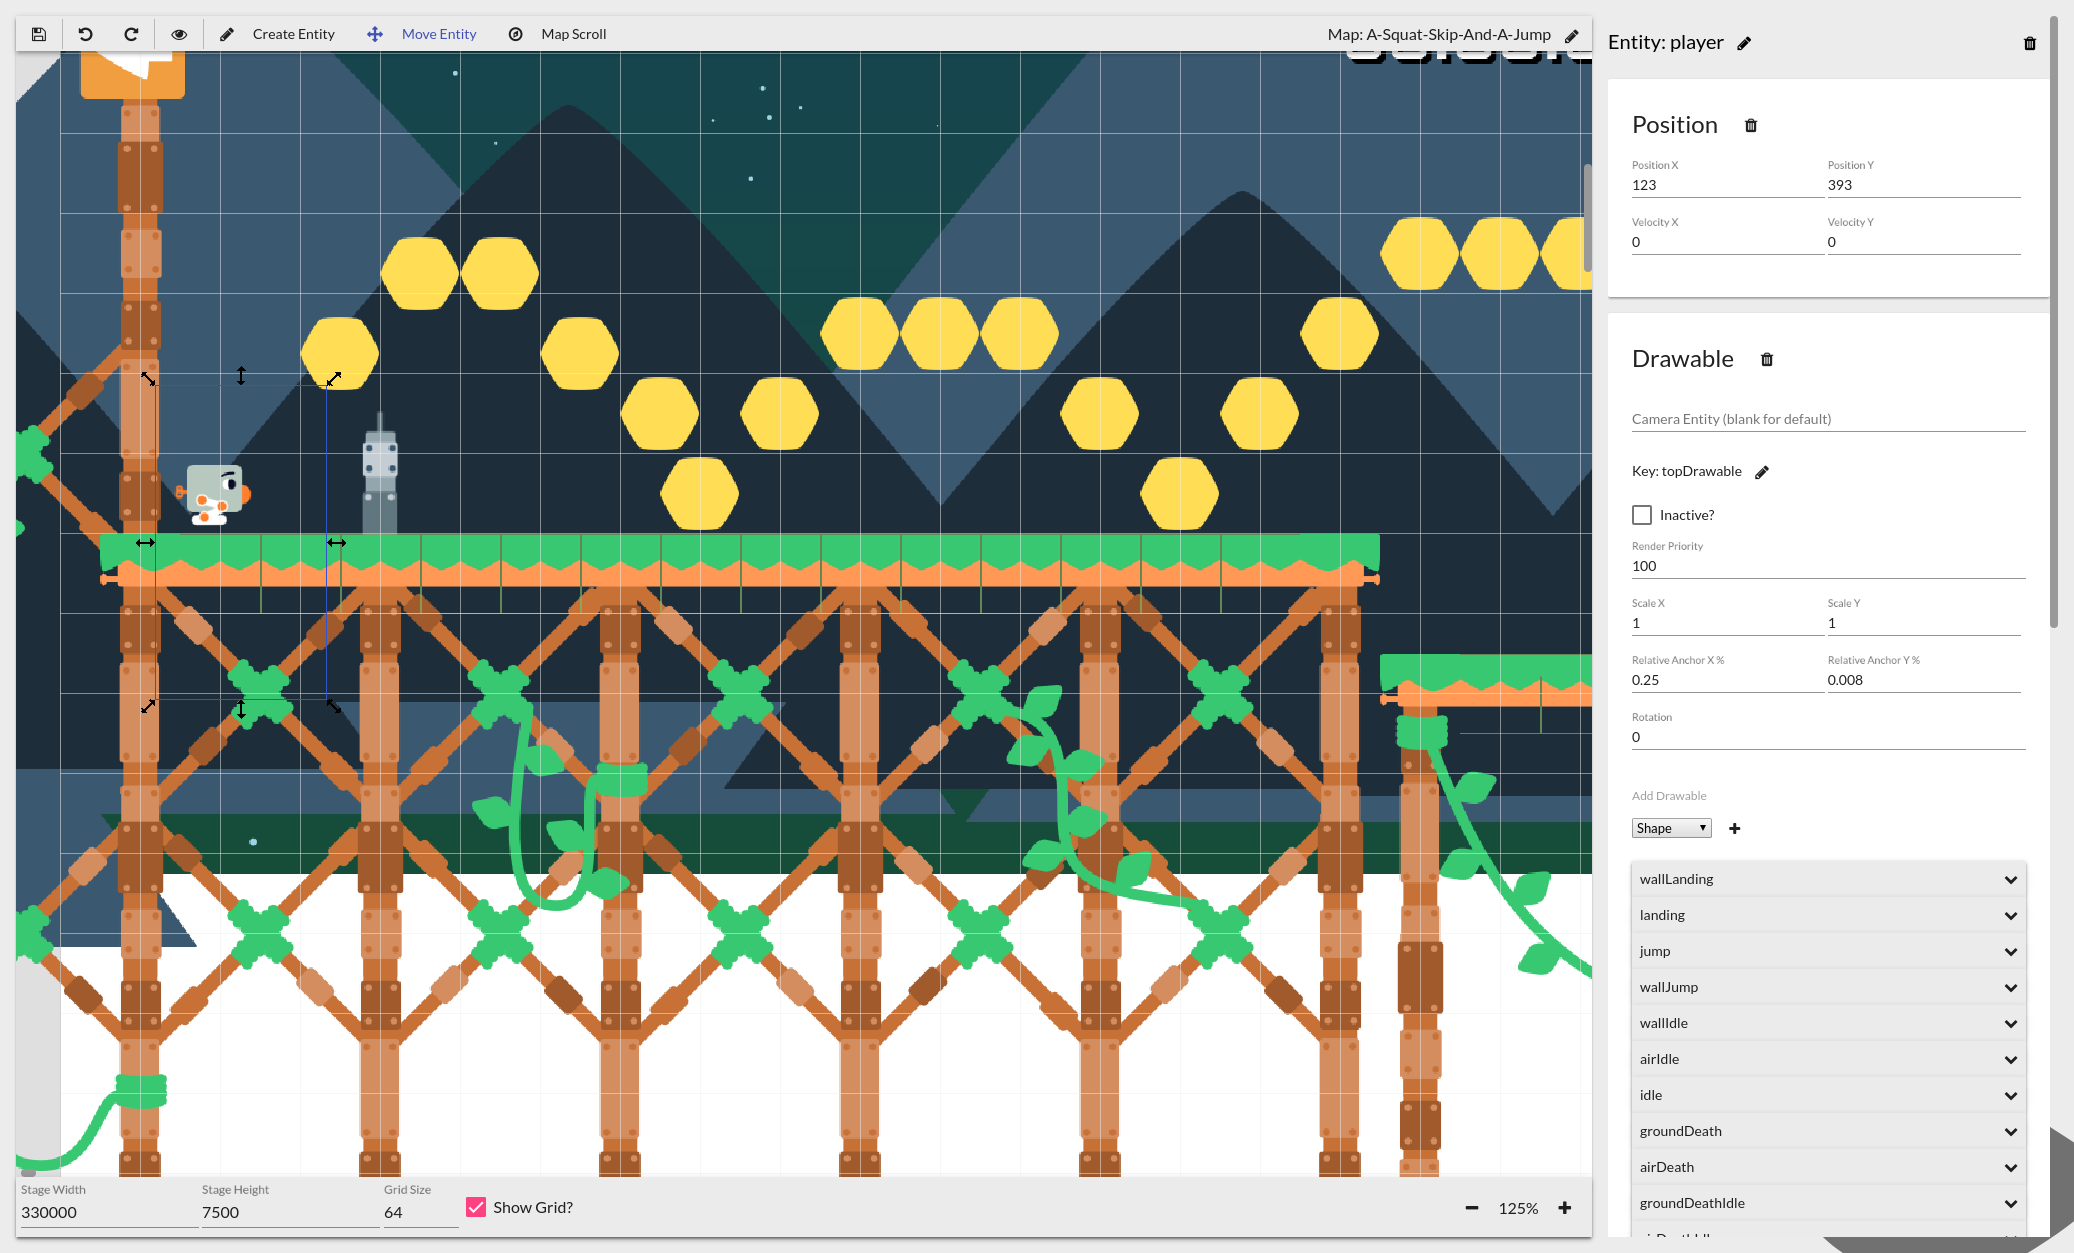 Create Entity
Move Entity
Map Scroll
Map: A-Squat-Skip-And-A-Jump
Entity: player
Position
Position X
Position Y
123
393
Velocity X
Velocity Y
0
0
Drawable
Camera Entity (blank for default)
Key: topDrawable
Inactive?
Render Priority
100
Scale X
Scale Y
1
1
Relative Anchor X %
Relative Anchor Y %
0.25
0.008
Rotation
0
Add Drawable
Shape
wallLanding
landing
jump
wallJump
wallIdle
airIdle
idle
groundDeath
airDeath
groundDeathIdle
Stage Width
Stage Height
Grid Size
330000
7500
64
Show Grid?
125%